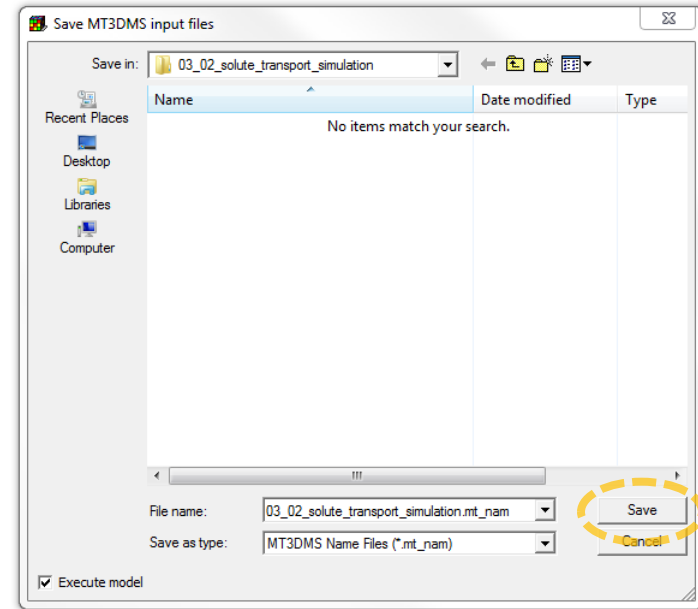 Save MT3DMS input files
Save in: 03_02_solute_transport_simulation
Name Date modified Type
No items match your search.
Recent Places
Desktop
Libraries
Computer
File name: 03_02_solute_transport_simulation.mt_nam Save
Save as type: MT3DMS Name Files (*.mt_nam) Cancel
Execute model